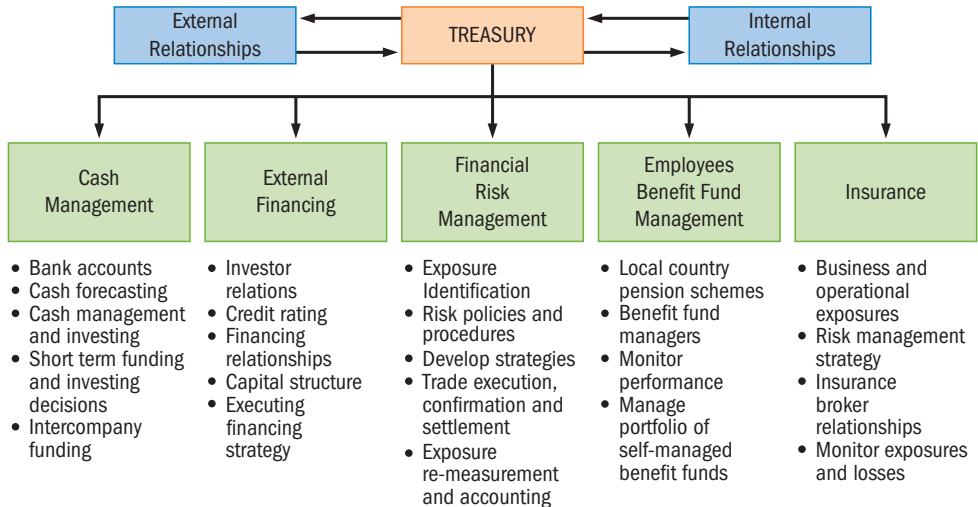 External
Relationships
TREASURY
Internal
Relationships
Cash
Management
External
Financing
Financial
Risk
Management
Employees
Benefit Fund
Management
Insurance
• Bank accounts
• Cash forecasting
• Cash management
and investing
• Short term funding
and investing
decisions
• Intercompany
funding
• Investor
relations
• Credit rating
• Financing
relationships
• Capital structure
• Executing
financing
strategy
• Exposure
Identification
• Risk policies and
procedures
• Develop strategies
• Trade execution,
confirmation and
settlement
• Exposure
re-measurement
and accounting
• Local country
pension schemes
• Benefit fund
managers
• Monitor
performance
• Manage
portfolio of
self-managed
benefit funds
• Business and
operational
exposures
• Risk management
strategy
• Insurance
broker
relationships
• Monitor exposures
and losses